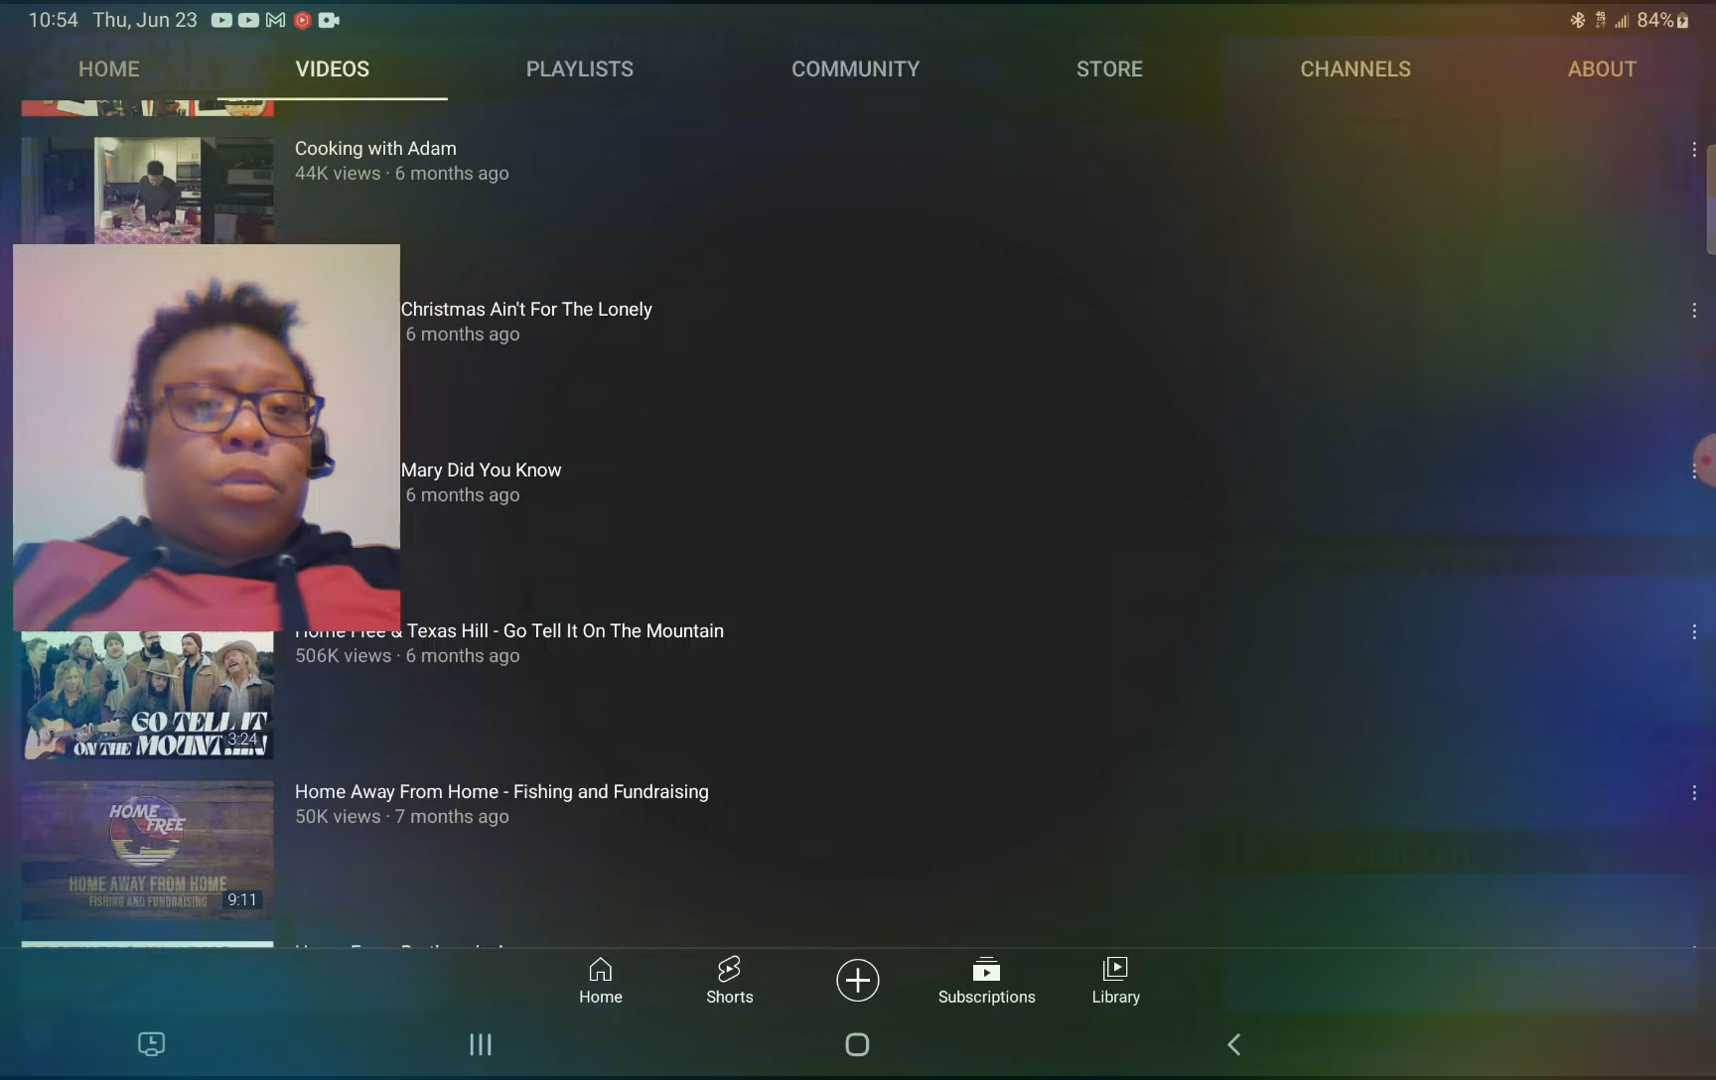 10:54 Thu, Jun 23
84%
HOME VIDEOS PLAYLISTS COMMUNITY STORE CHANNELS ABOUT
Cooking with Adam
44K views · 6 months ago
Christmas Ain't For The Lonely
6 months ago
Mary Did You Know
6 months ago
Home Free & Texas Hill - Go Tell It On The Mountain
506K views · 6 months ago
GO TELL IT
ON THE MOUNTAIN
3:24
Home Away From Home - Fishing and Fundraising
50K views · 7 months ago
HOME
FREE
HOME AWAY FROM HOME
FISHING AND FUNDRAISING
9:11
Home Shorts Subscriptions Library